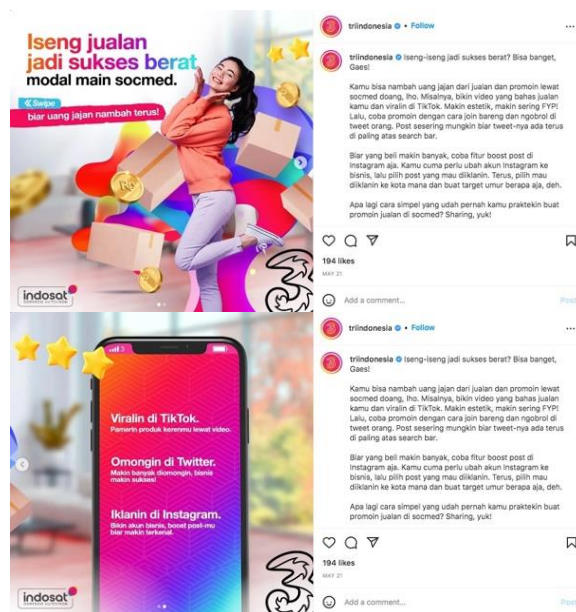 Iseng jualan
jadi sukses berat
modal main socmed.
Swipe
biar uang jajan nambah terus!
Rp
indosat
OOREDOO HUTCHISON
triindonesia • Follow
triindonesia Iseng-iseng jadi sukses berat? Bisa banget,
Gaes!
Kamu bisa nambah uang jajan dari jualan dan promoin lewat
socmed doang, lho. Misalnya, bikin video yang bahas jualan
kamu dan viralin di TikTok. Makin estetik, makin sering FYP!
Lalu, coba promoin dengan cara join bareng dan ngobrol di
tweet orang. Post sesering mungkin biar tweet-nya ada terus
di paling atas search bar.
Biar yang beli makin banyak, coba fitur boost post di
Instagram aja. Kamu cuma perlu ubah akun Instagram ke
bisnis, lalu pilih post yang mau diiklanin. Terus, pilih mau
diiklanin ke kota mana dan buat target umur berapa aja, deh.
Apa lagi cara simpel yang udah pernah kamu praktekin buat
promoin jualan di socmed? Sharing, yuk!
194 likes
MAY 21
Add a comment...
Post
Viralin di TikTok.
Pamerin produk kerenmu lewat video.
Omongin di Twitter.
Makin banyak diomongin, bisnis
makin sukses!
Iklanin di Instagram.
Bikin akun bisnis, boost post-mu
biar makin terkenal.
indosat
OOREDOO HUTCHISON
triindonesia • Follow
triindonesia Iseng-iseng jadi sukses berat? Bisa banget,
Gaes!
Kamu bisa nambah uang jajan dari jualan dan promoin lewat
socmed doang, lho. Misalnya, bikin video yang bahas jualan
kamu dan viralin di TikTok. Makin estetik, makin sering FYP!
Lalu, coba promoin dengan cara join bareng dan ngobrol di
tweet orang. Post sesering mungkin biar tweet-nya ada terus
di paling atas search bar.
Biar yang beli makin banyak, coba fitur boost post di
Instagram aja. Kamu cuma perlu ubah akun Instagram ke
bisnis, lalu pilih post yang mau diiklanin. Terus, pilih mau
diiklanin ke kota mana dan buat target umur berapa aja, deh.
Apa lagi cara simpel yang udah pernah kamu praktekin buat
promoin jualan di socmed? Sharing, yuk!
194 likes
MAY 21
Add a comment...
Post